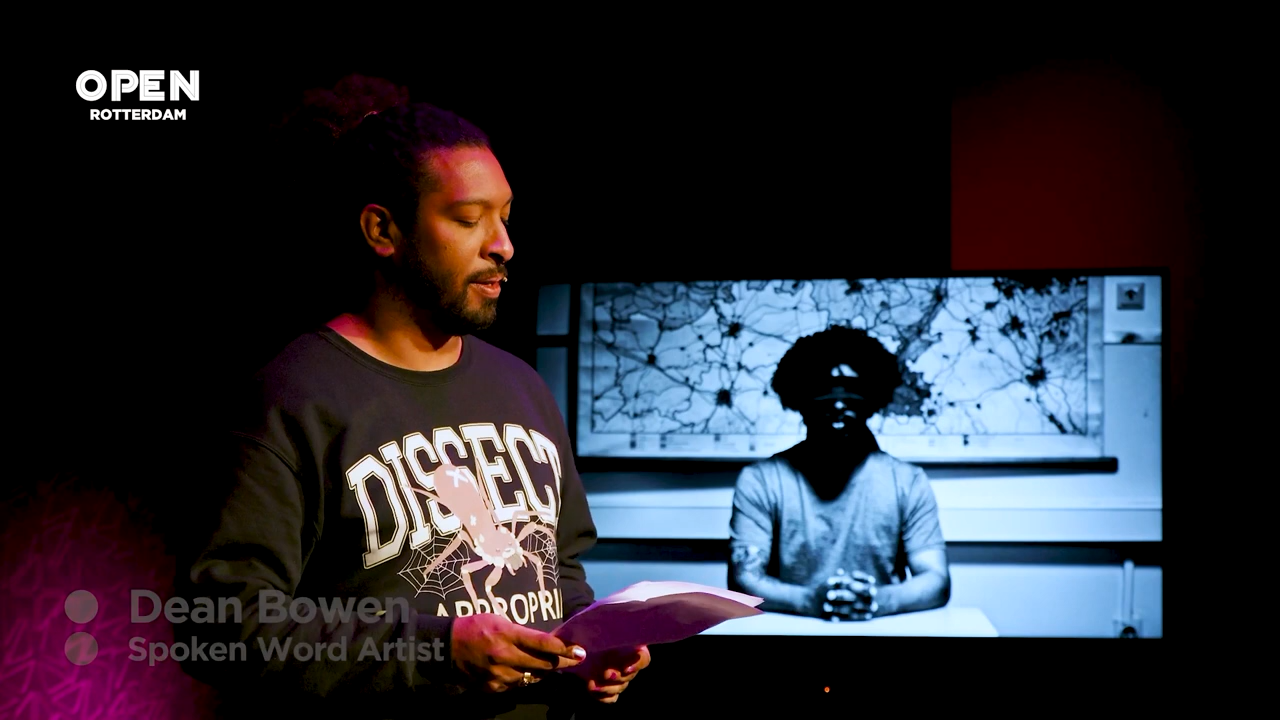 OPEN
ROTTERDAM
DISSECT
APPROPRI
Dean Bowen
Spoken Word Artist